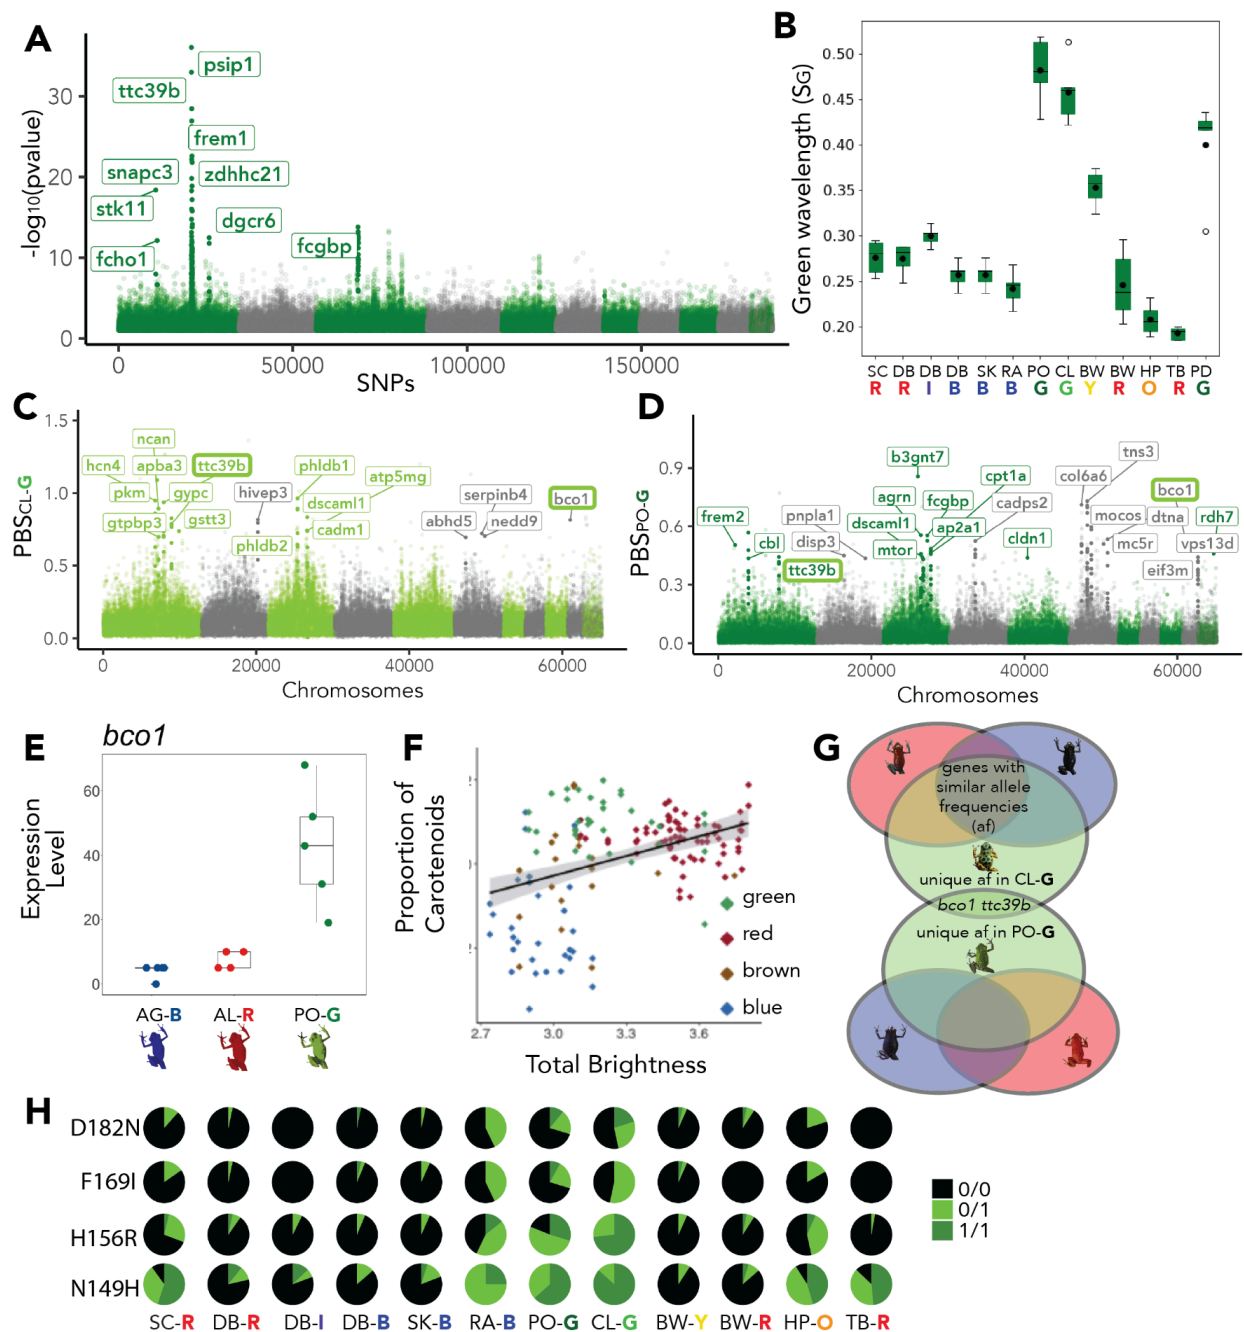 A
-log10(pvalue)
30
20
10
0
psip1
ttc39b
frem1
snapc3
zdhhc21
stk11
dgcr6
fcgbp
fcho1
0
50000
100000
150000
SNPs
B
Green wavelength (SG)
0.50
0.45
0.40
0.35
0.30
0.25
0.20
SC DB DB DB SK RA PO CL BW BW HP TB PD
R R I B B B G G Y R O R G
C
PBSCL-G
1.5
1.0
0.5
0.0
ncan
hcn4 apba3 ttc39b phldb1
atp5mg
pkm gypc hivep3 dscaml1 serpinb4 bco1
gtpbp3 gstt3 cadm1 abhd5 nedd9
phldb2
0
20000
40000
60000
Chromosomes
D
PBSPO-G
0.9
0.6
0.3
0.0
b3gnt7
tns3
cpt1a
col6a6
agrn fcgbp
bco1
cadps2
frem2 pnpla1 dscaml1 ap2a1 mocos dtna rdh7
cbl disp3 mtor cldn1 mc5r vps13d
ttc39b
eif3m
0
20000
40000
60000
Chromosomes
E
bco1
Expression
Level
60
40
20
0
AG-B AL-R PO-G
F
Proportion of
Carotenoids
2
0
2
green
red
brown
blue
2.7 3.0 3.3 3.6
Total Brightness
G
genes with
similar allele
frequencies
(af)
unique af in CL-G
bco1 ttc39b
unique af in PO-G
H
D182N
F169I
H156R
N149H
0/0
0/1
1/1
SC-R DB-R DB-I DB-B SK-B RA-B PO-G CL-G BW-Y BW-R HP-O TB-R